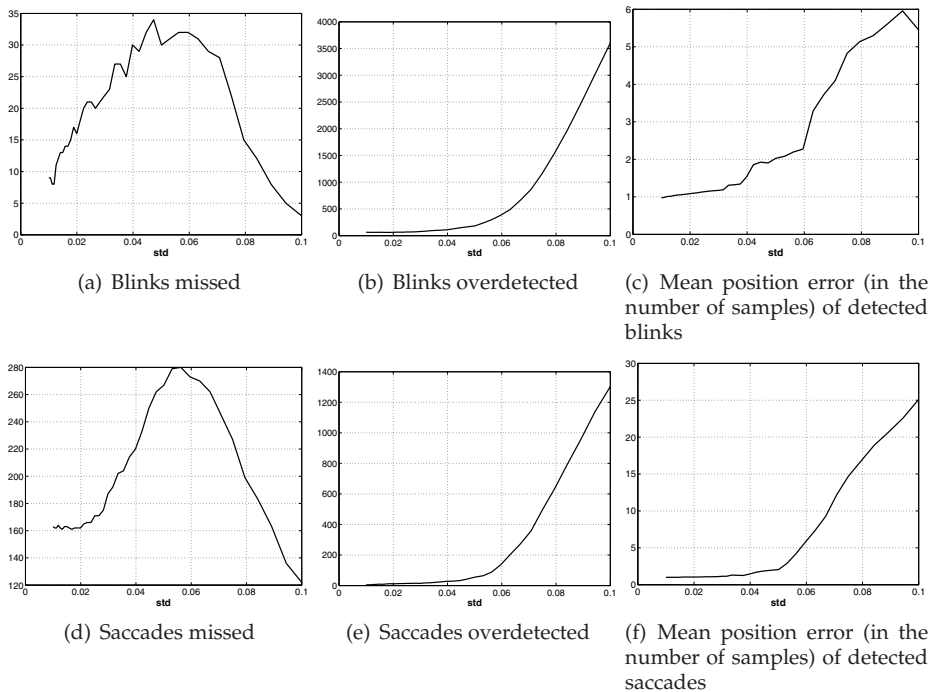 35
30
25
20
15
10
5
0
0 0.02 0.04 0.06 0.08 0.1
std
(a) Blinks missed
4000
3500
3000
2500
2000
1500
1000
500
0
0 0.02 0.04 0.06 0.08 0.1
std
(b) Blinks overdetected
6
5
4
3
2
1
0
0 0.02 0.04 0.06 0.08 0.1
std
(c) Mean position error (in the
number of samples) of detected
blinks
280
260
240
220
200
180
160
140
120
0 0.02 0.04 0.06 0.08 0.1
std
(d) Saccades missed
1400
1200
1000
800
600
400
200
0
0 0.02 0.04 0.06 0.08 0.1
std
(e) Saccades overdetected
30
25
20
15
10
5
0
0 0.02 0.04 0.06 0.08 0.1
std
(f) Mean position error (in the
number of samples) of detected
saccades